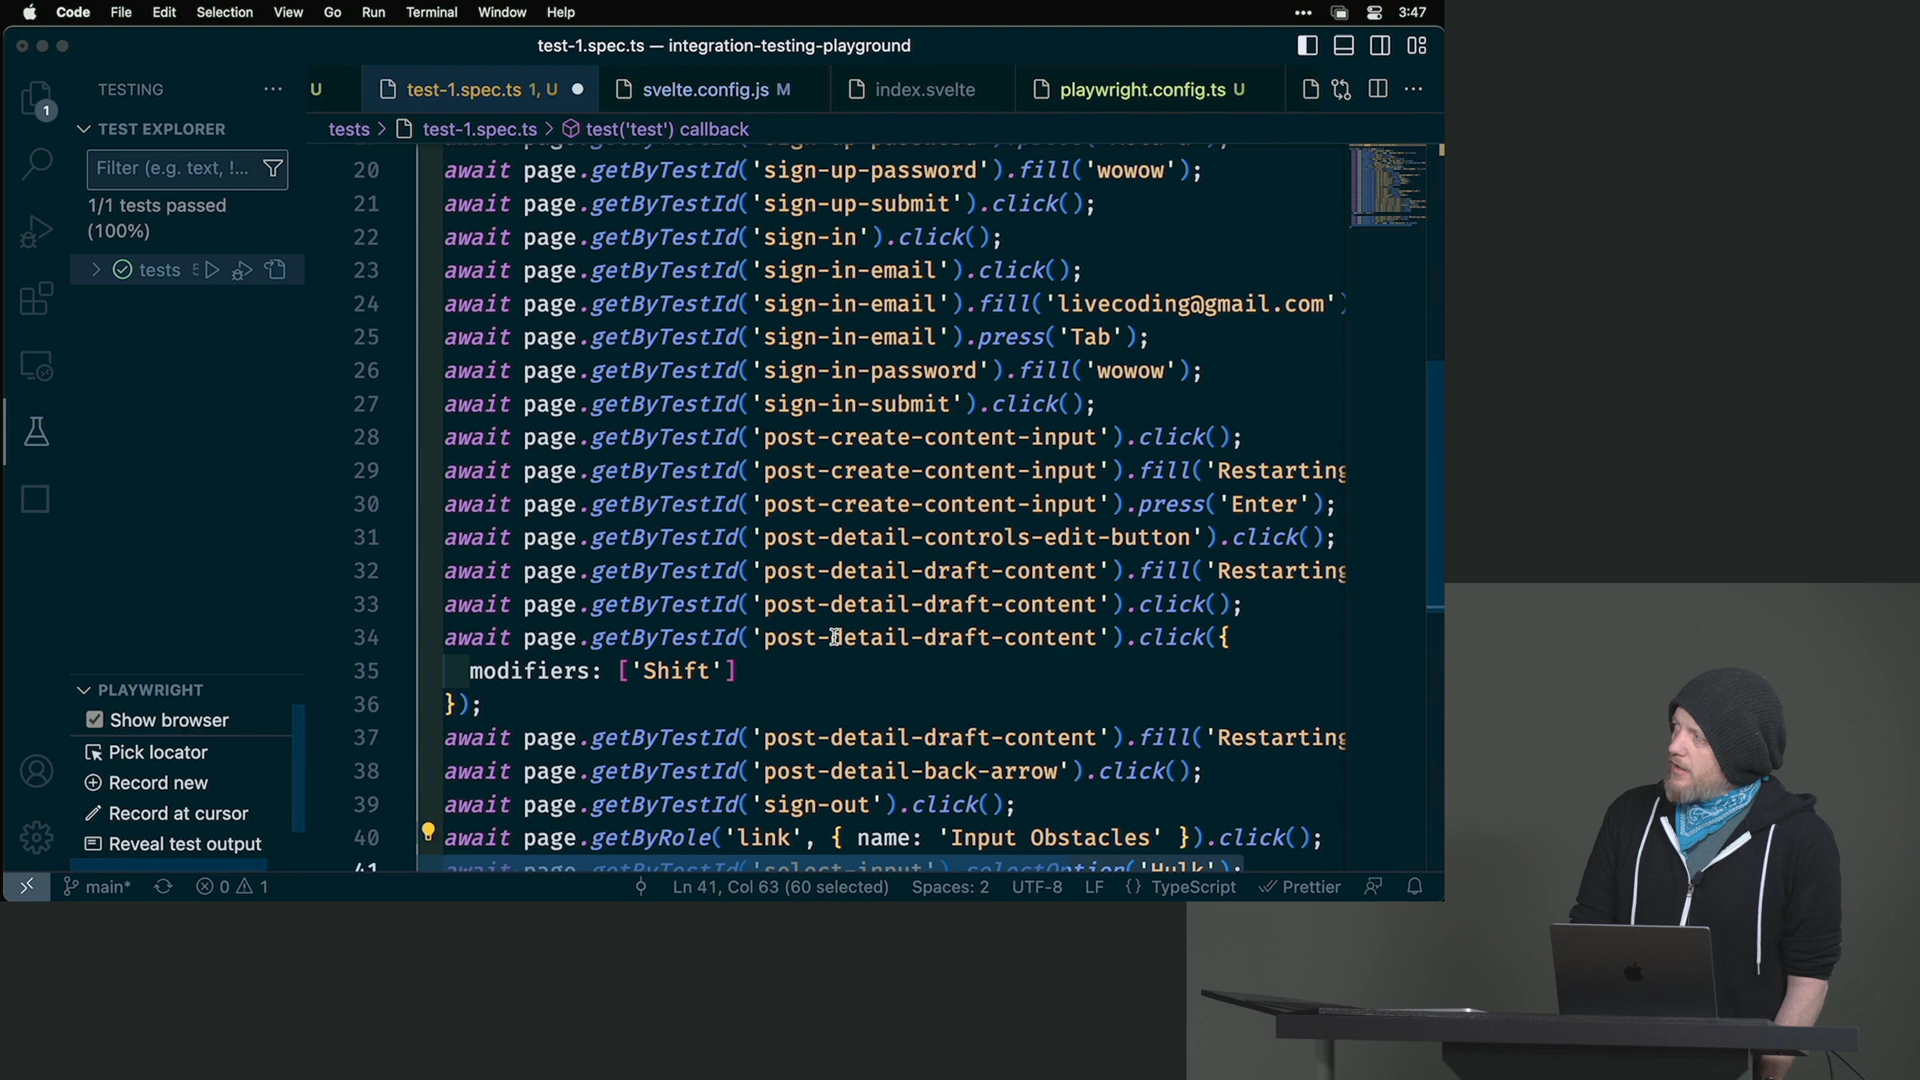 Code File Edit Selection View Go Run Terminal Window Help 3:47
test-1.spec.ts — integration-testing-playground
TESTING
U
test-1.spec.ts 1, U
svelte.config.js M
index.svelte
playwright.config.ts U
tests > test-1.spec.ts > test('test') callback
TEST EXPLORER
Filter (e.g. text, !...
1/1 tests passed
(100%)
tests
1
20 await page.getByTestId('sign-up-password').fill('wowow');
21 await page.getByTestId('sign-up-submit').click();
22 await page.getByTestId('sign-in').click();
23 await page.getByTestId('sign-in-email').click();
24 await page.getByTestId('sign-in-email').fill('livecoding@gmail.com')
25 await page.getByTestId('sign-in-email').press('Tab');
26 await page.getByTestId('sign-in-password').fill('wowow');
27 await page.getByTestId('sign-in-submit').click();
28 await page.getByTestId('post-create-content-input').click();
29 await page.getByTestId('post-create-content-input').fill('Restarting
30 await page.getByTestId('post-create-content-input').press('Enter');
31 await page.getByTestId('post-detail-controls-edit-button').click();
32 await page.getByTestId('post-detail-draft-content').fill('Restarting
33 await page.getByTestId('post-detail-draft-content').click();
34 await page.getByTestId('post-detail-draft-content').click({
35 modifiers: ['Shift']
36 });
37 await page.getByTestId('post-detail-draft-content').fill('Restarting
38 await page.getByTestId('post-detail-back-arrow').click();
39 await page.getByTestId('sign-out').click();
40 await page.getByRole('link', { name: 'Input Obstacles' }).click();
41 await page.getByTestId('select-input').selectOption('Hulk');
PLAYWRIGHT
Show browser
Pick locator
Record new
Record at cursor
Reveal test output
main* 0 1 Ln 41, Col 63 (60 selected) Spaces: 2 UTF-8 LF {} TypeScript Prettier